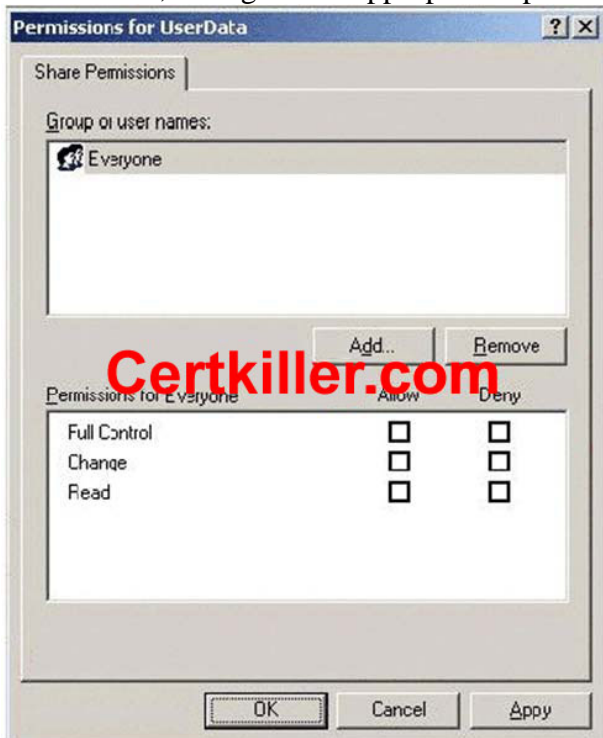 Permissions for UserData
Share Permissions
Group or user names:
Everyone
Add... Remove
Certkiller.com
Permissions for Everyone Allow Deny
Full Control
Change
Read
OK Cancel Apply